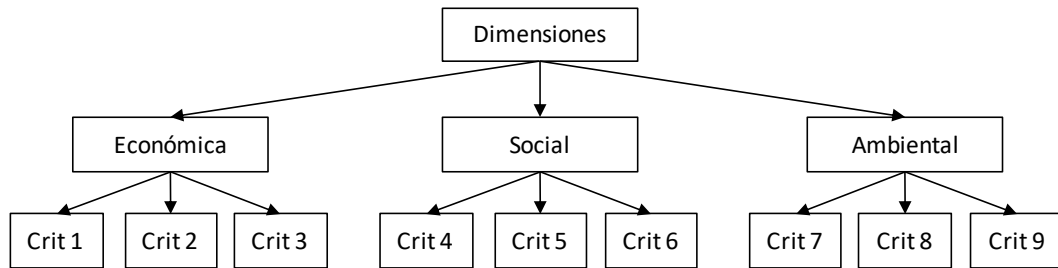 Dimensiones
Económica
Social
Ambiental
Crit 1
Crit 2
Crit 3
Crit 4
Crit 5
Crit 6
Crit 7
Crit 8
Crit 9